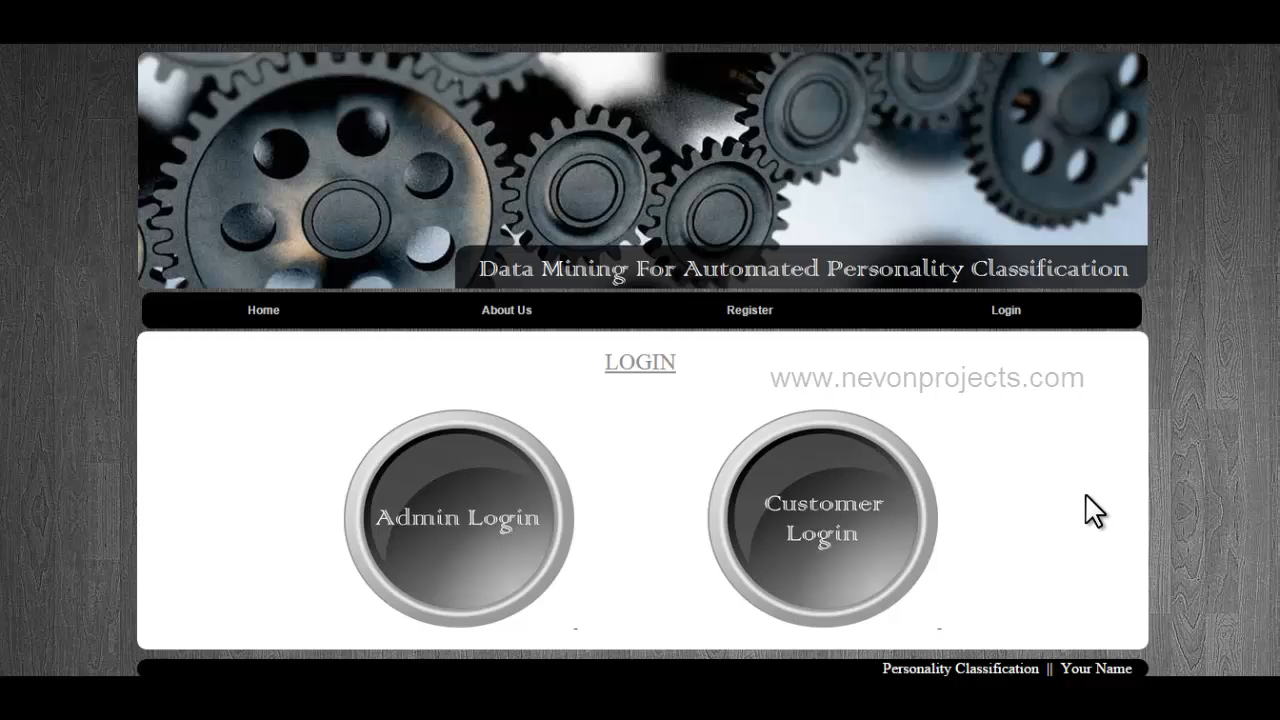 Data Mining For Automated Personality Classification
Home About Us Register Login
LOGIN
www.nevonprojects.com
Admin Login
Customer
Login
Personality Classification || Your Name